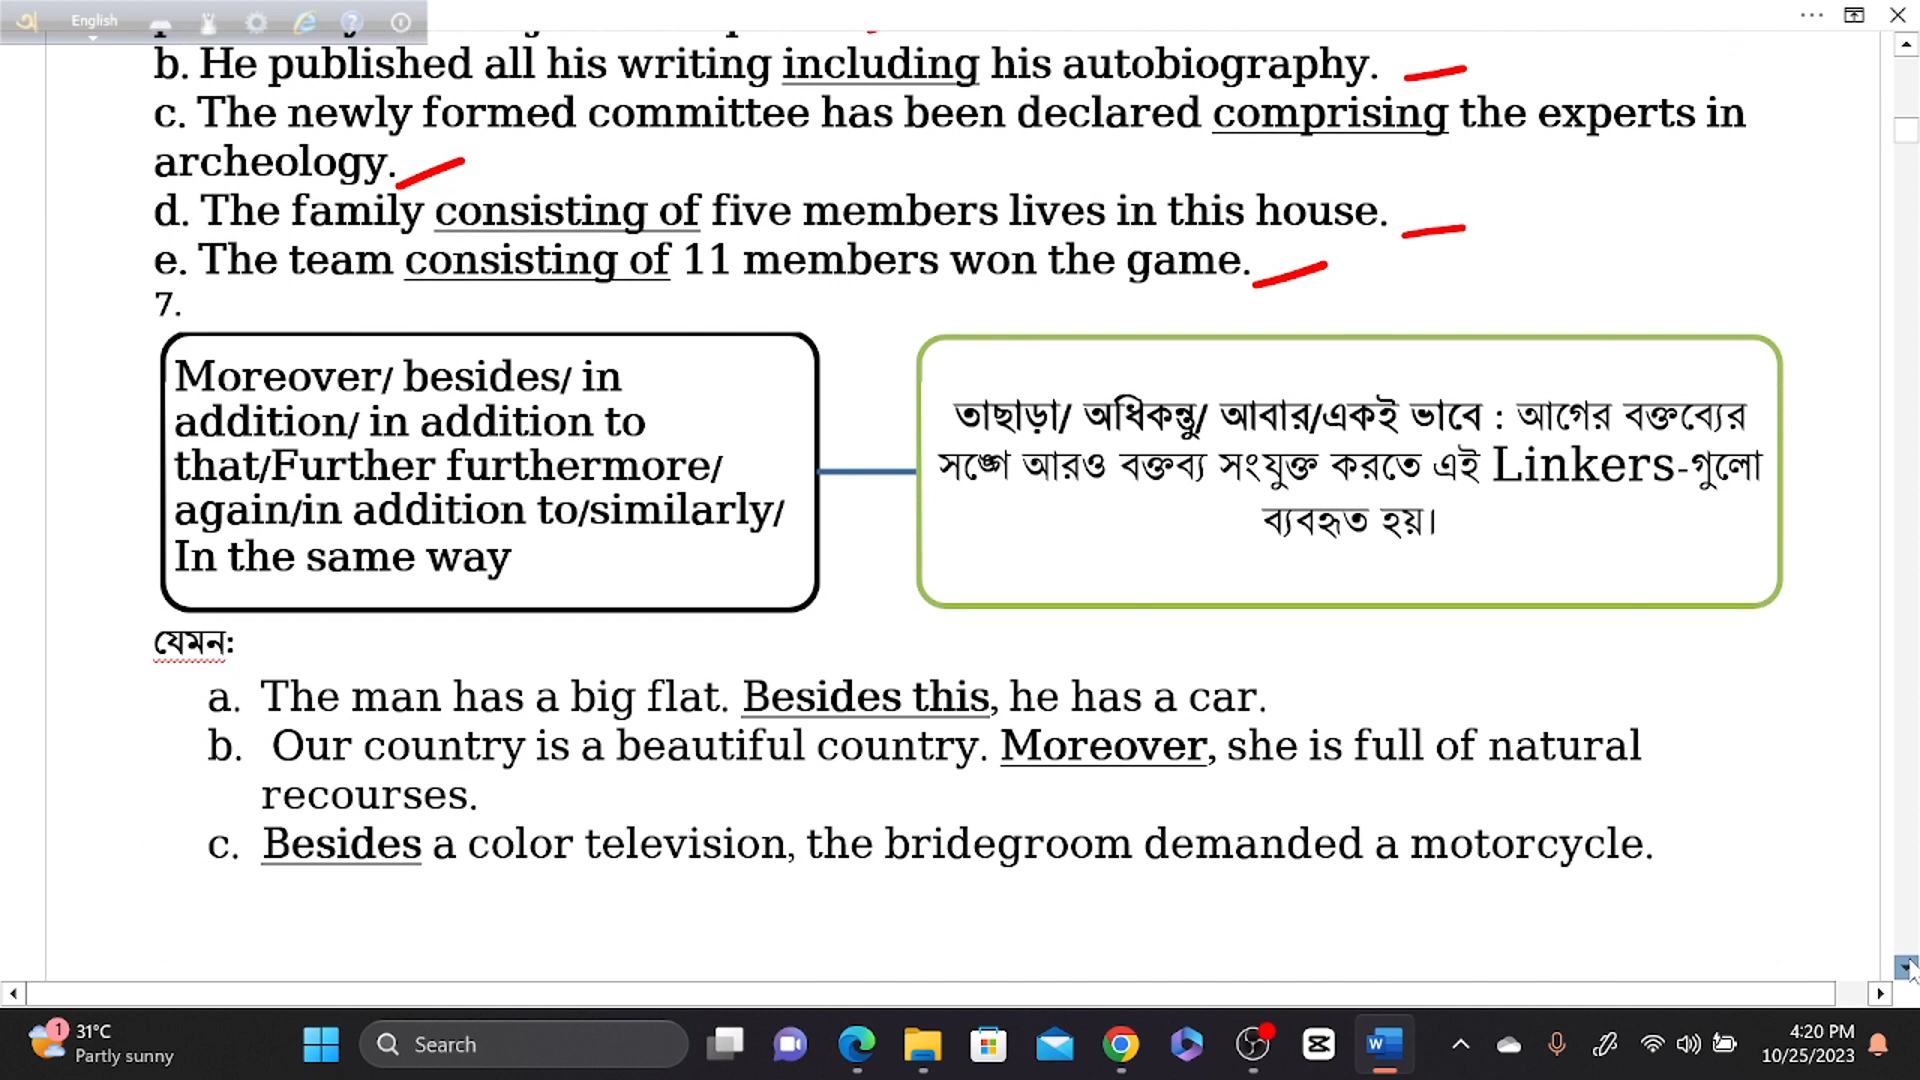 English
b. He published all his writing including his autobiography.
c. The newly formed committee has been declared comprising the experts in
archeology.
d. The family consisting of five members lives in this house.
e. The team consisting of 11 members won the game.
7.
Moreover/ besides/ in
addition/ in addition to
that/Further furthermore/
again/in addition to/similarly/
In the same way
তাছাড়া/ অধিকন্তু/ আবার/একই ভাবে : আগের বক্তব্যের
সঙ্গে আরও বক্তব্য সংযুক্ত করতে এই Linkers-গুলো
ব্যবহৃত হয়।
যেমন:
a. The man has a big flat. Besides this, he has a car.
b. Our country is a beautiful country. Moreover, she is full of natural
recourses.
c. Besides a color television, the bridegroom demanded a motorcycle.
1
31°C
Partly sunny
Search
4:20 PM
10/25/2023